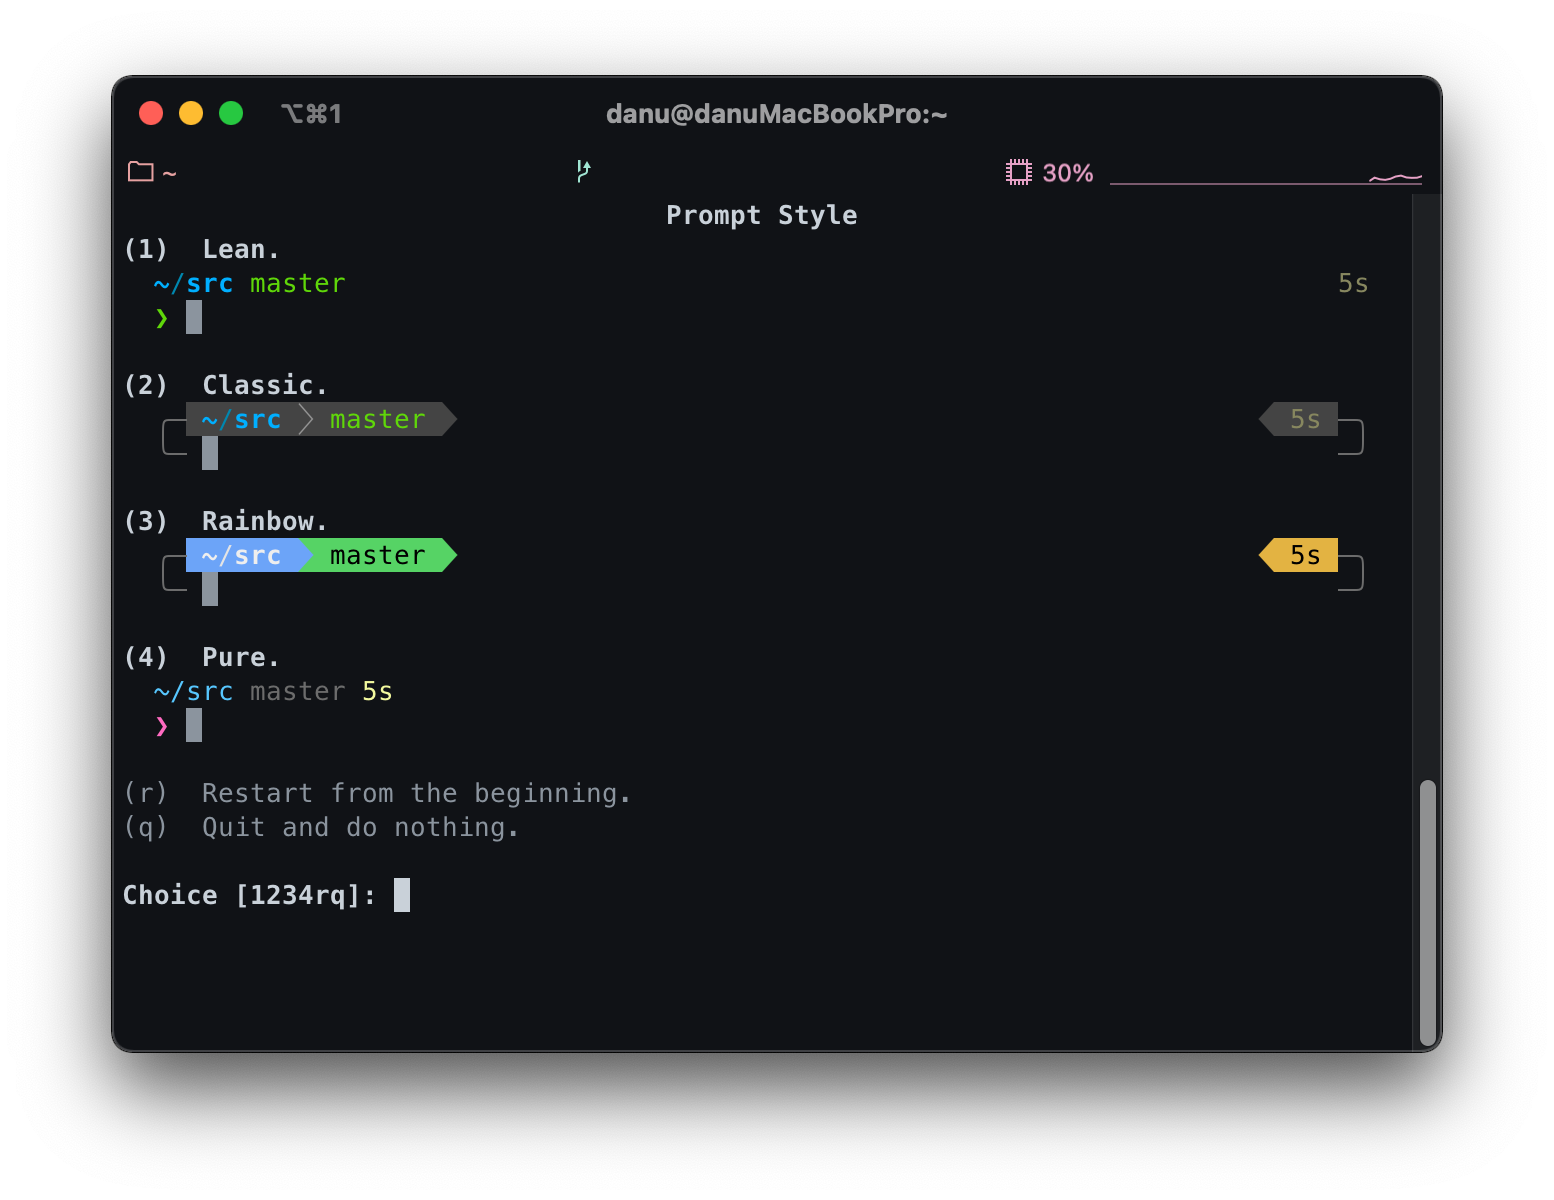 ⌥⌘1 danu@danuMacBookPro:~
~ 30%
Prompt Style
(1) Lean.
~/src master 5s
❯
(2) Classic.
~/src master 5s
(3) Rainbow.
~/src master 5s
(4) Pure.
~/src master 5s
❯
(r) Restart from the beginning.
(q) Quit and do nothing.
Choice [1234rq]: